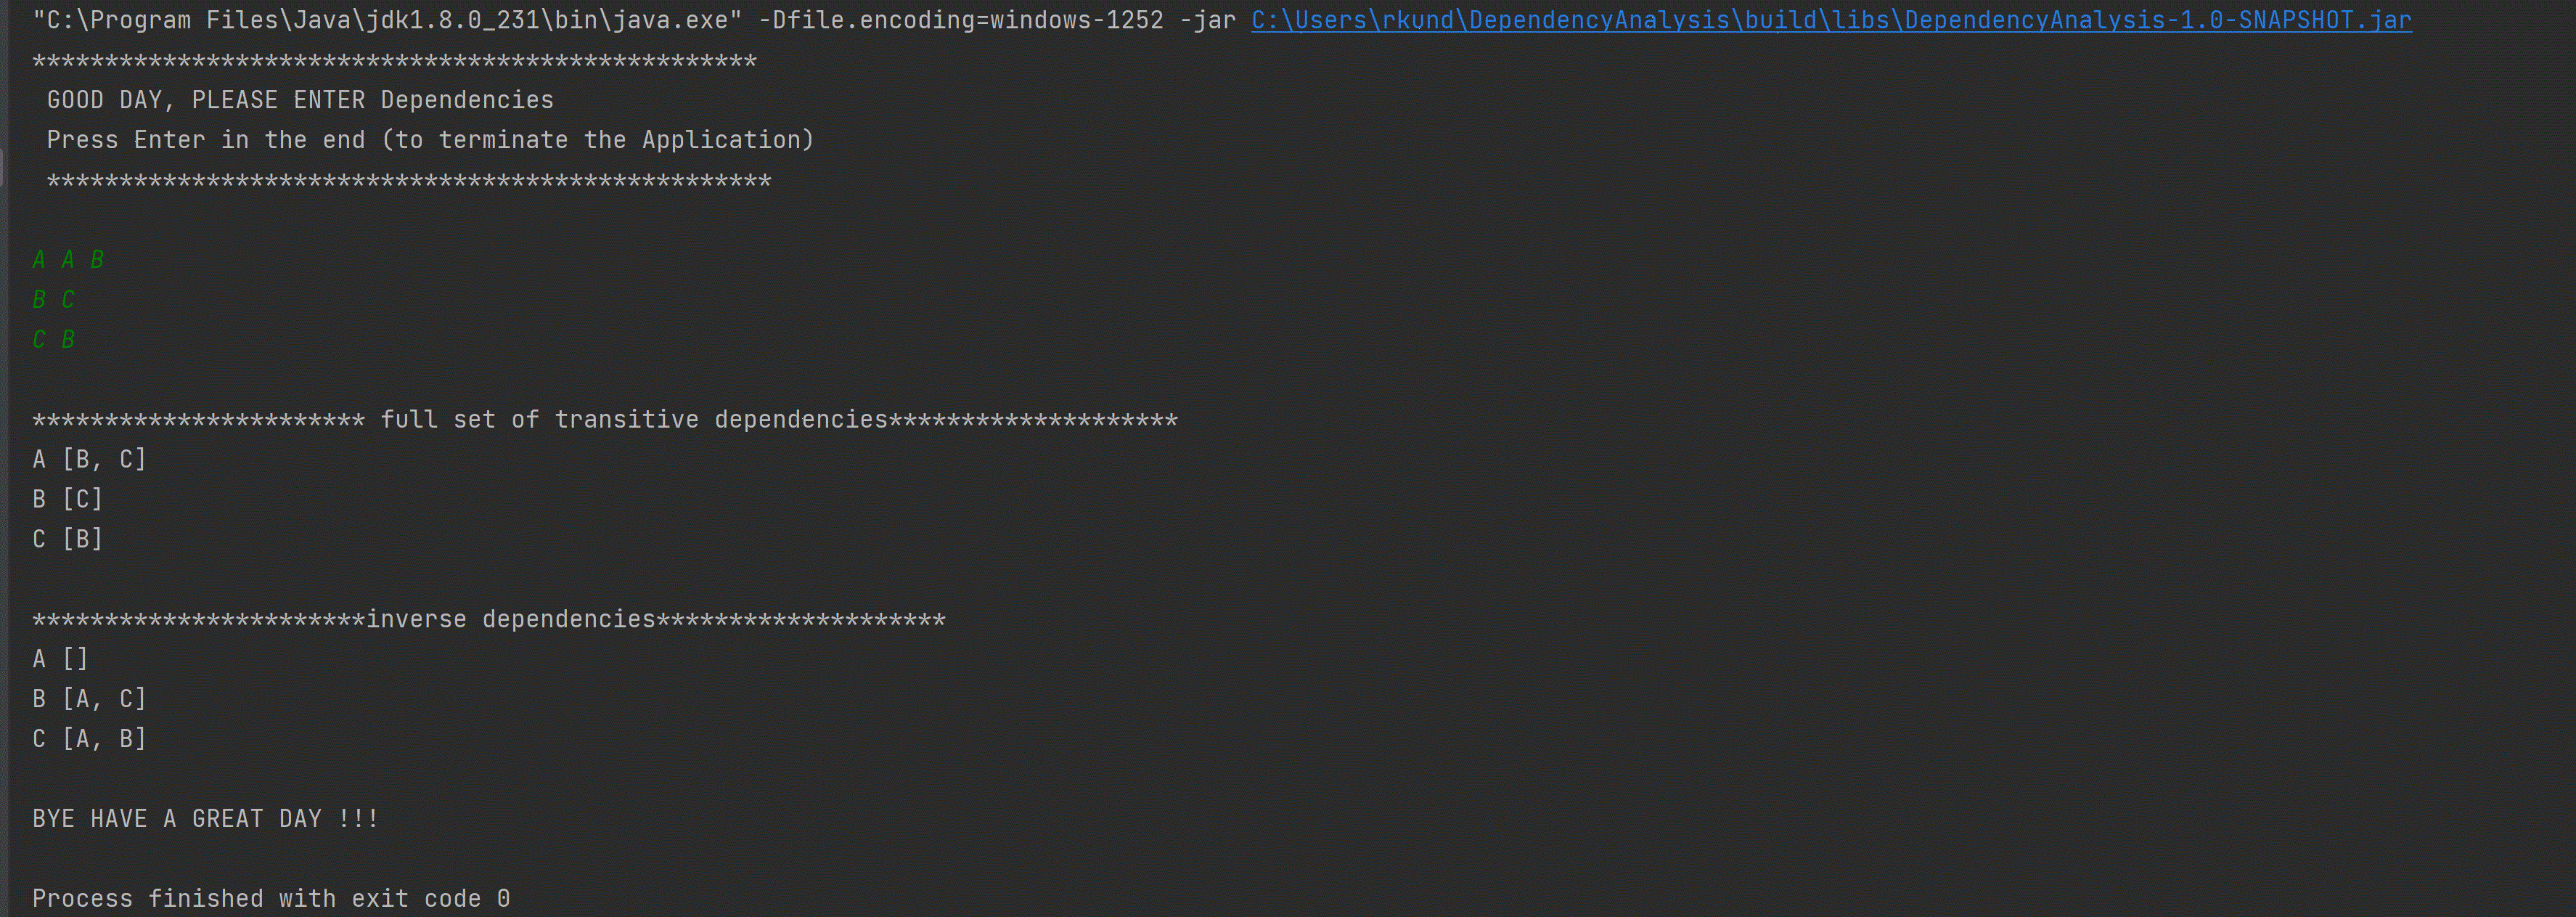 "C:\Program Files\Java\jdk1.8.0_231\bin\java.exe" -Dfile.encoding=windows-1252 -jar C:\Users\rkund\DependencyAnalysis\build\libs\DependencyAnalysis-1.0-SNAPSHOT.jar
**************************************************
GOOD DAY, PLEASE ENTER Dependencies
Press Enter in the end (to terminate the Application)
**************************************************
A A B
B C
C B
*********************** full set of transitive dependencies********************
A [B, C]
B [C]
C [B]
***********************inverse dependencies********************
A []
B [A, C]
C [A, B]
BYE HAVE A GREAT DAY !!!
Process finished with exit code 0